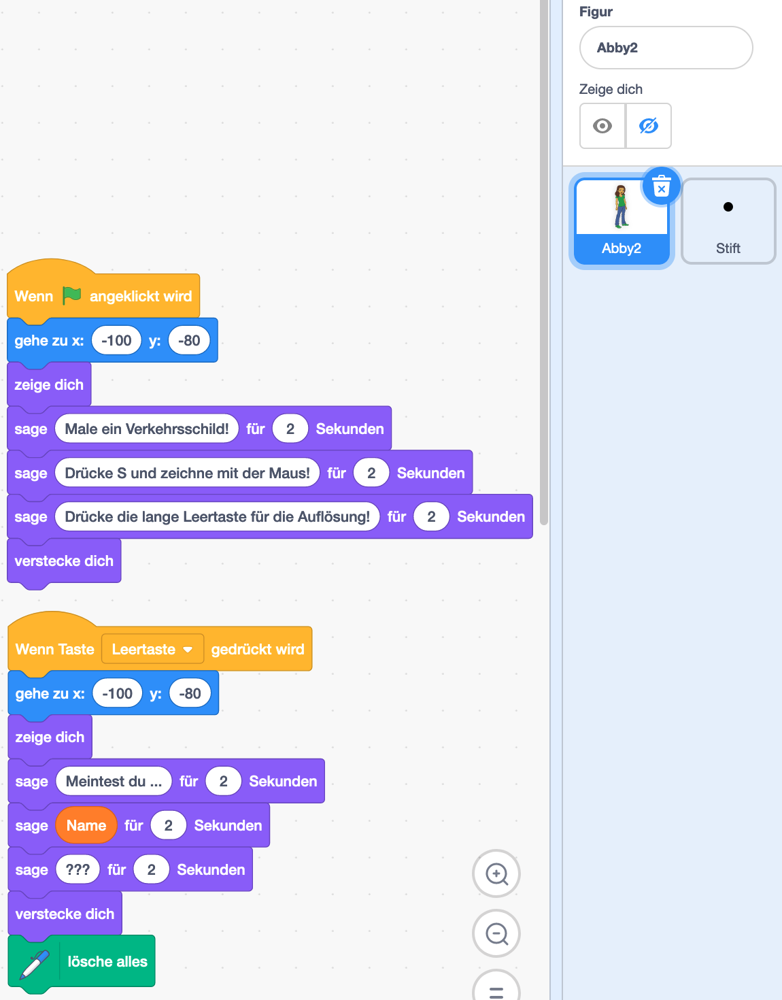 Wenn angeklickt wird
gehe zu x: -100 y: -80
zeige dich
sage Male ein Verkehrsschild! für 2 Sekunden
sage Drücke S und zeichne mit der Maus! für 2 Sekunden
sage Drücke die lange Leertaste für die Auflösung! für 2 Sekunden
verstecke dich
Wenn Taste Leertaste gedrückt wird
gehe zu x: -100 y: -80
zeige dich
sage Meintest du ... für 2 Sekunden
sage Name für 2 Sekunden
sage ??? für 2 Sekunden
verstecke dich
lösche alles
Figur
Abby2
Zeige dich
Abby2
Stift